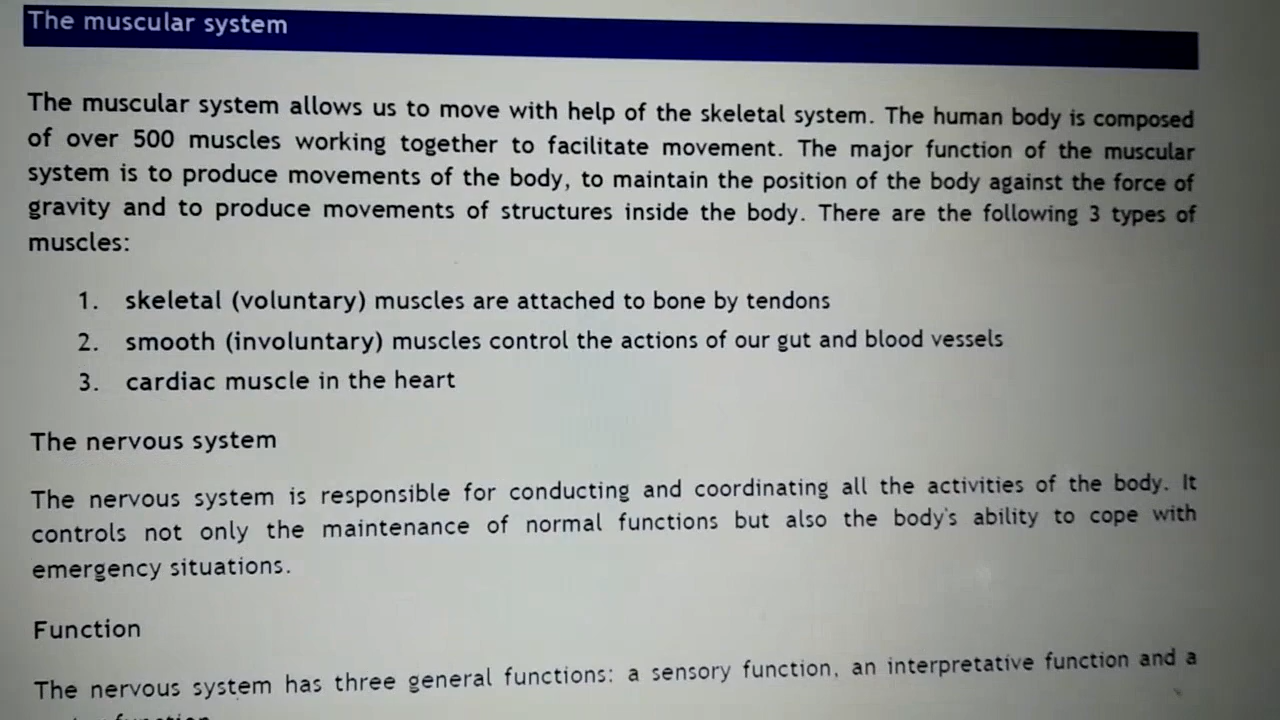 The muscular system
The muscular system allows us to move with help of the skeletal system. The human body is composed
of over 500 muscles working together to facilitate movement. The major function of the muscular
system is to produce movements of the body, to maintain the position of the body against the force of
gravity and to produce movements of structures inside the body. There are the following 3 types of
muscles:
1. skeletal (voluntary) muscles are attached to bone by tendons
2. smooth (involuntary) muscles control the actions of our gut and blood vessels
3. cardiac muscle in the heart
The nervous system
The nervous system is responsible for conducting and coordinating all the activities of the body. It
controls not only the maintenance of normal functions but also the body's ability to cope with
emergency situations.
Function
The nervous system has three general functions: a sensory function, an interpretative function and a
function